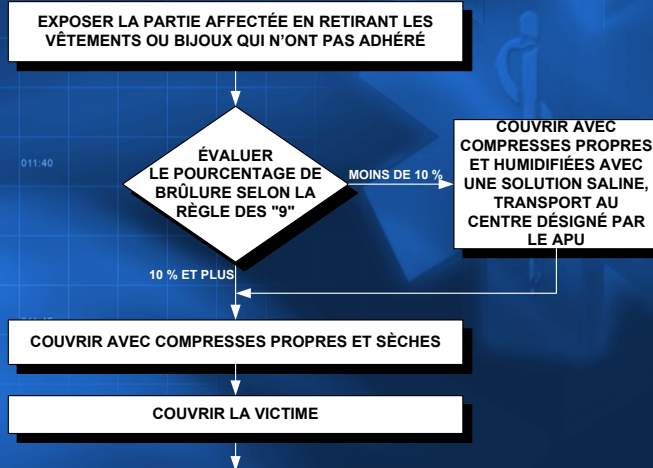 EXPOSER LA PARTIE AFFECTÉE EN RETIRANT LES
VÊTEMENTS OU BIJOUX QUI N'ONT PAS ADHÉRÉ
011:40
ÉVALUER
LE POURCENTAGE DE
BRÛLURE SELON LA
RÈGLE DES "9"
MOINS DE 10 %
COUVRIR AVEC
COMPRESSES PROPRES
ET HUMIDIFIÉES AVEC
UNE SOLUTION SALINE,
TRANSPORT AU
CENTRE DÉSIGNÉ PAR
LE APU
10 % ET PLUS
COUVRIR AVEC COMPRESSES PROPRES ET SÈCHES
COUVRIR LA VICTIME